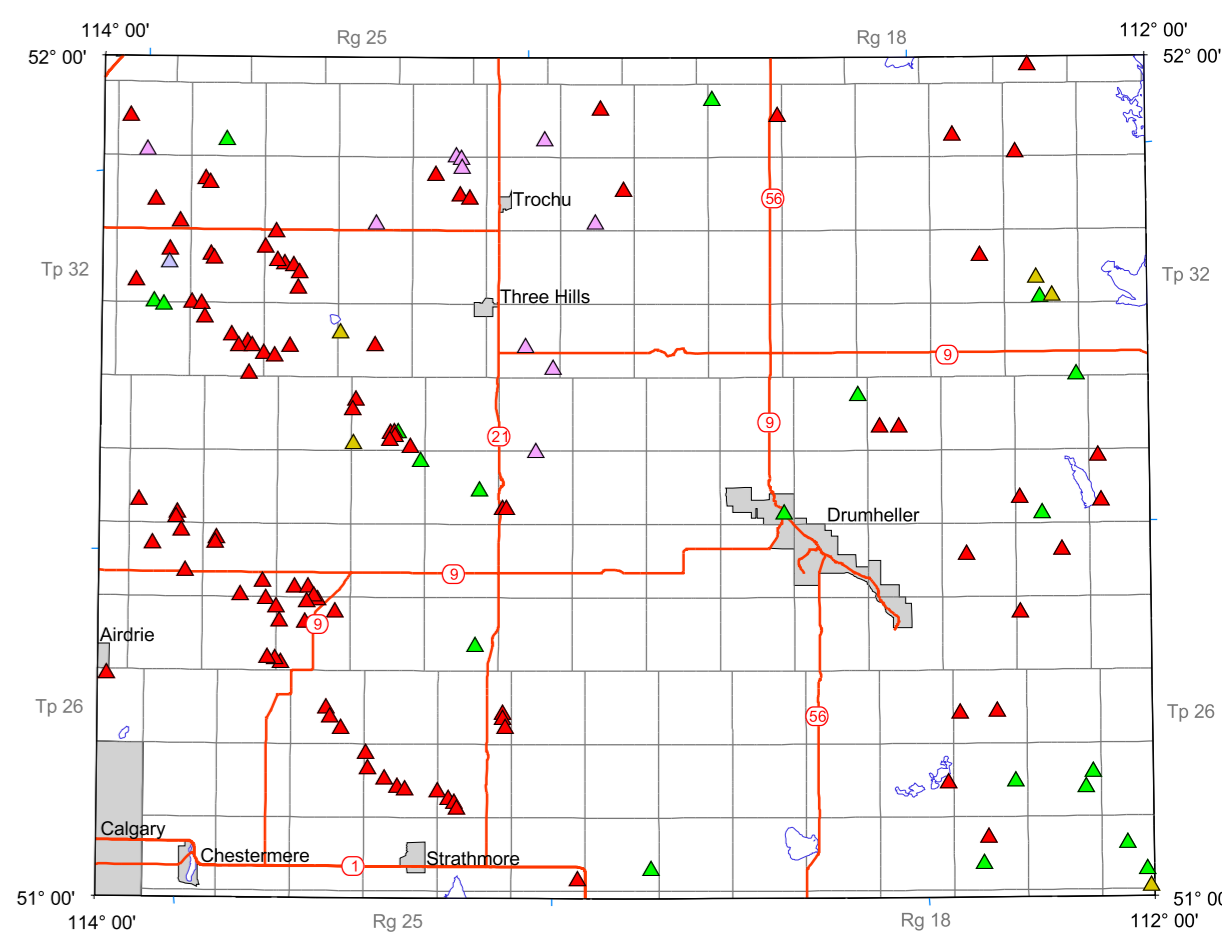 114° 00'
Rg 25
Rg 18
112° 00'
52° 00'
52° 00'
56
Trochu
Tp 32
Tp 32
Three Hills
9
9
21
Drumheller
9
9
Airdrie
Tp 26
Tp 26
56
Calgary
Chestermere
1
Strathmore
51° 00'
51° 00
114° 00'
Rg 25
Rg 18
112° 00'